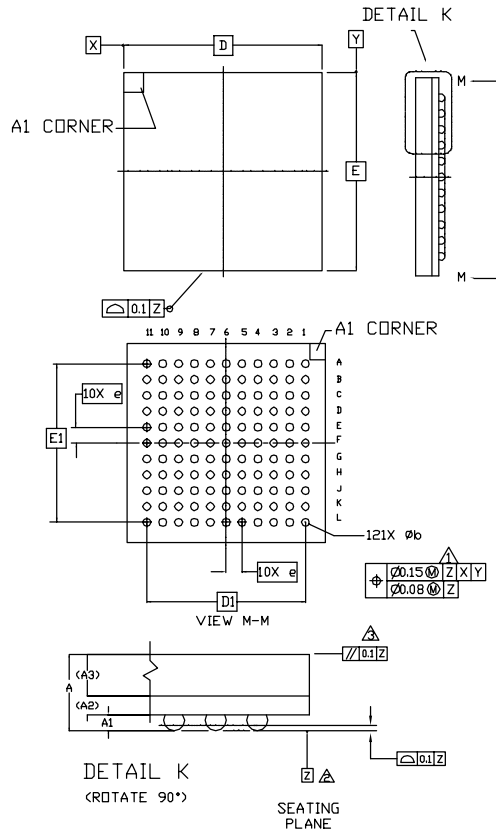 DETAIL K
X D Y
M
A1 CORNER
E
M
⌓ 0.1 Z
11 10 9 8 7 6 5 4 3 2 1
A1 CORNER
A
B
C
D
E
F
G
H
J
K
L
10X e
E1
121X Øb
10X e
D1
VIEW M-M
1
⌖ Ø0.15 Ⓜ Z X Y
Ø0.08 Ⓜ Z
3
// 0.1 Z
A
(A3)
(A2)
A1
⌓ 0.1 Z
DETAIL K
(ROTATE 90°)
Z 2
SEATING
PLANE